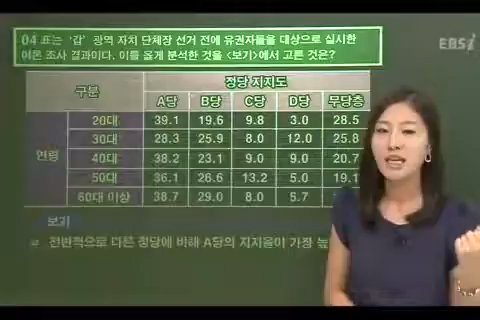 04 표는 '갑' 광역 자치 단체장 선거 전에 유권자들을 대상으로 실시한
여론 조사 결과이다. 이를 옳게 분석한 것을 <보기>에서 고른 것은?
EBSi
구분 정당 지지도
A당 B당 C당 D당 무당층
연령
20대 39.1 19.6 9.8 3.0 28.5
30대 28.3 25.9 8.0 12.0 25.8
40대 38.2 23.1 9.0 9.0 20.7
50대 36.1 26.6 13.2 5.0 19.1
60대 이상 38.7 29.0 8.0 5.7
보기
전반적으로 다른 정당에 비해 A당의 지지율이 가장 높